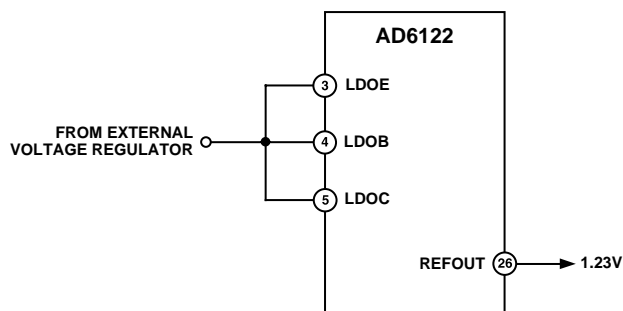 AD6122
3 LDOE
FROM EXTERNAL
VOLTAGE REGULATOR
4 LDOB
5 LDOC
REFOUT 26 1.23V